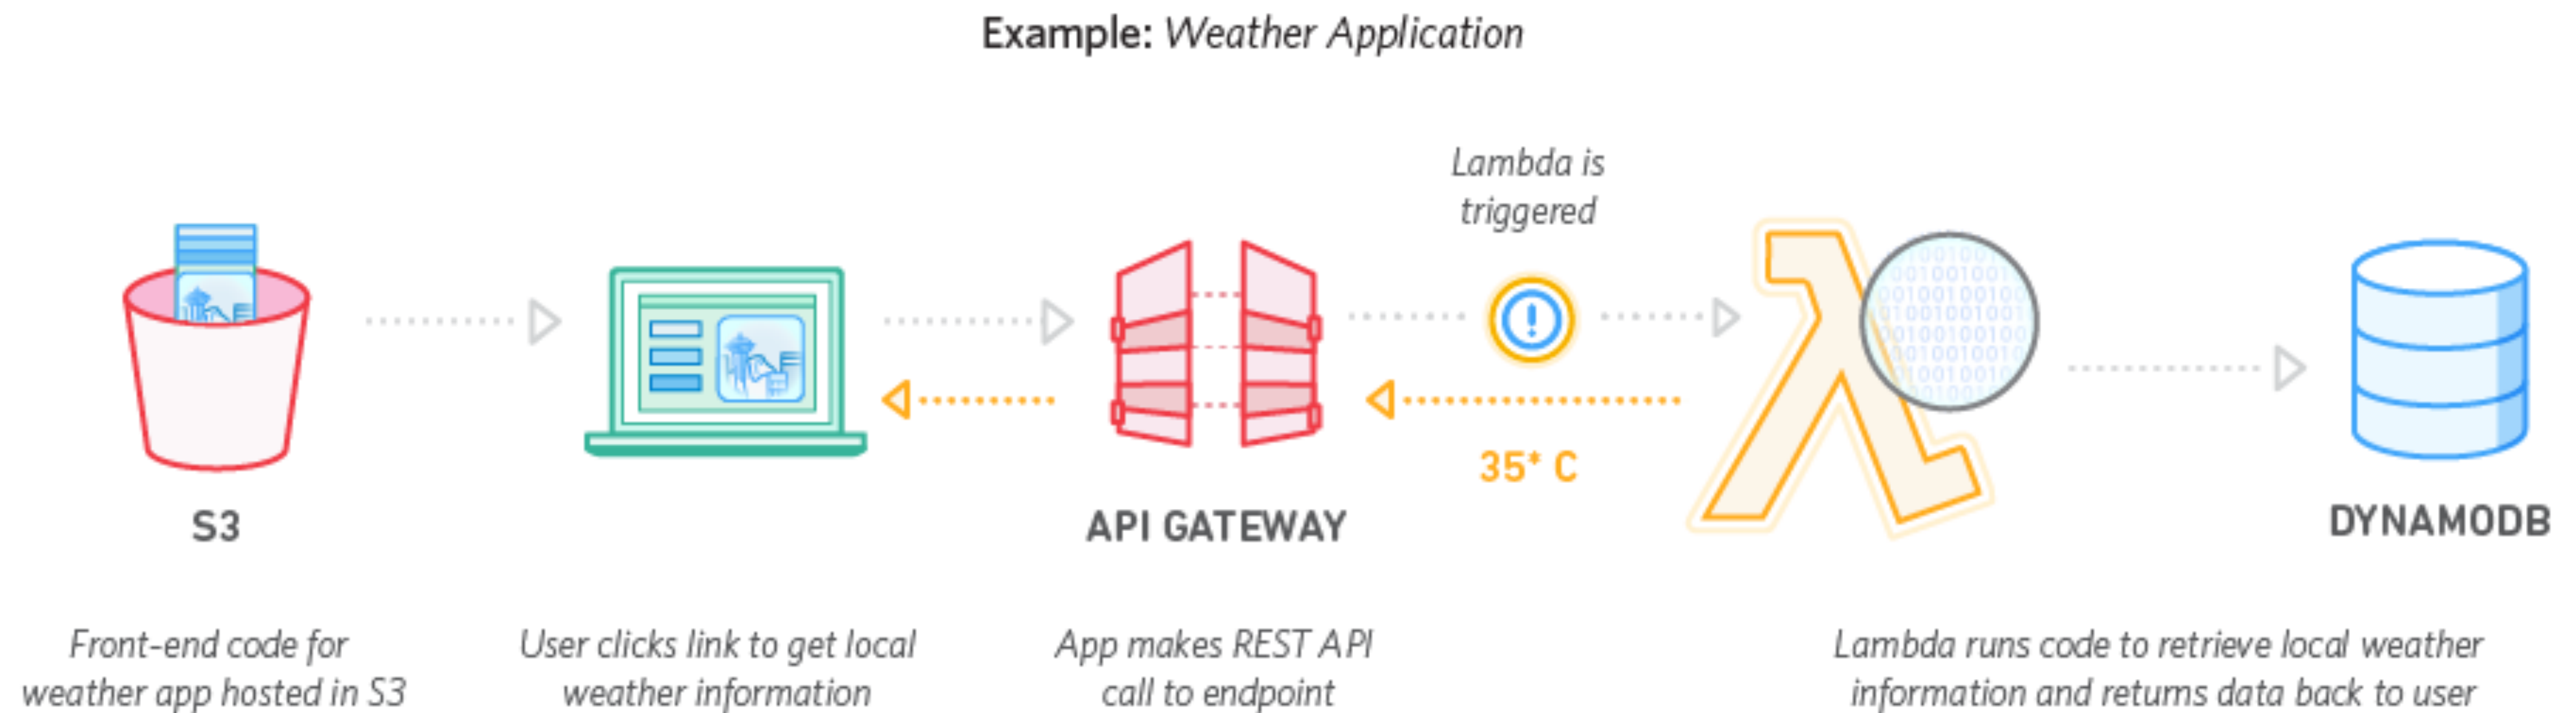 Example: Weather Application
Lambda is
triggered
35* C
S3
API GATEWAY
DYNAMODB
Front-end code for
weather app hosted in S3
User clicks link to get local
weather information
App makes REST API
call to endpoint
Lambda runs code to retrieve local weather
information and returns data back to user